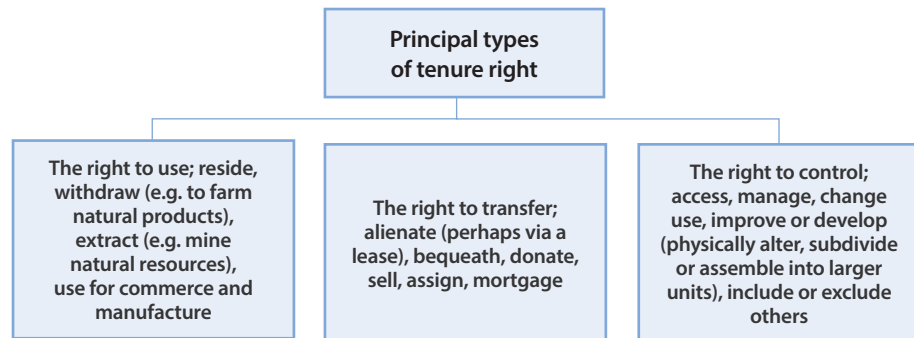 Principal types
of tenure right
The right to use; reside,
withdraw (e.g. to farm
natural products),
extract (e.g. mine
natural resources),
use for commerce and
manufacture
The right to transfer;
alienate (perhaps via a
lease), bequeath, donate,
sell, assign, mortgage
The right to control;
access, manage, change
use, improve or develop
(physically alter, subdivide
or assemble into larger
units), include or exclude
others